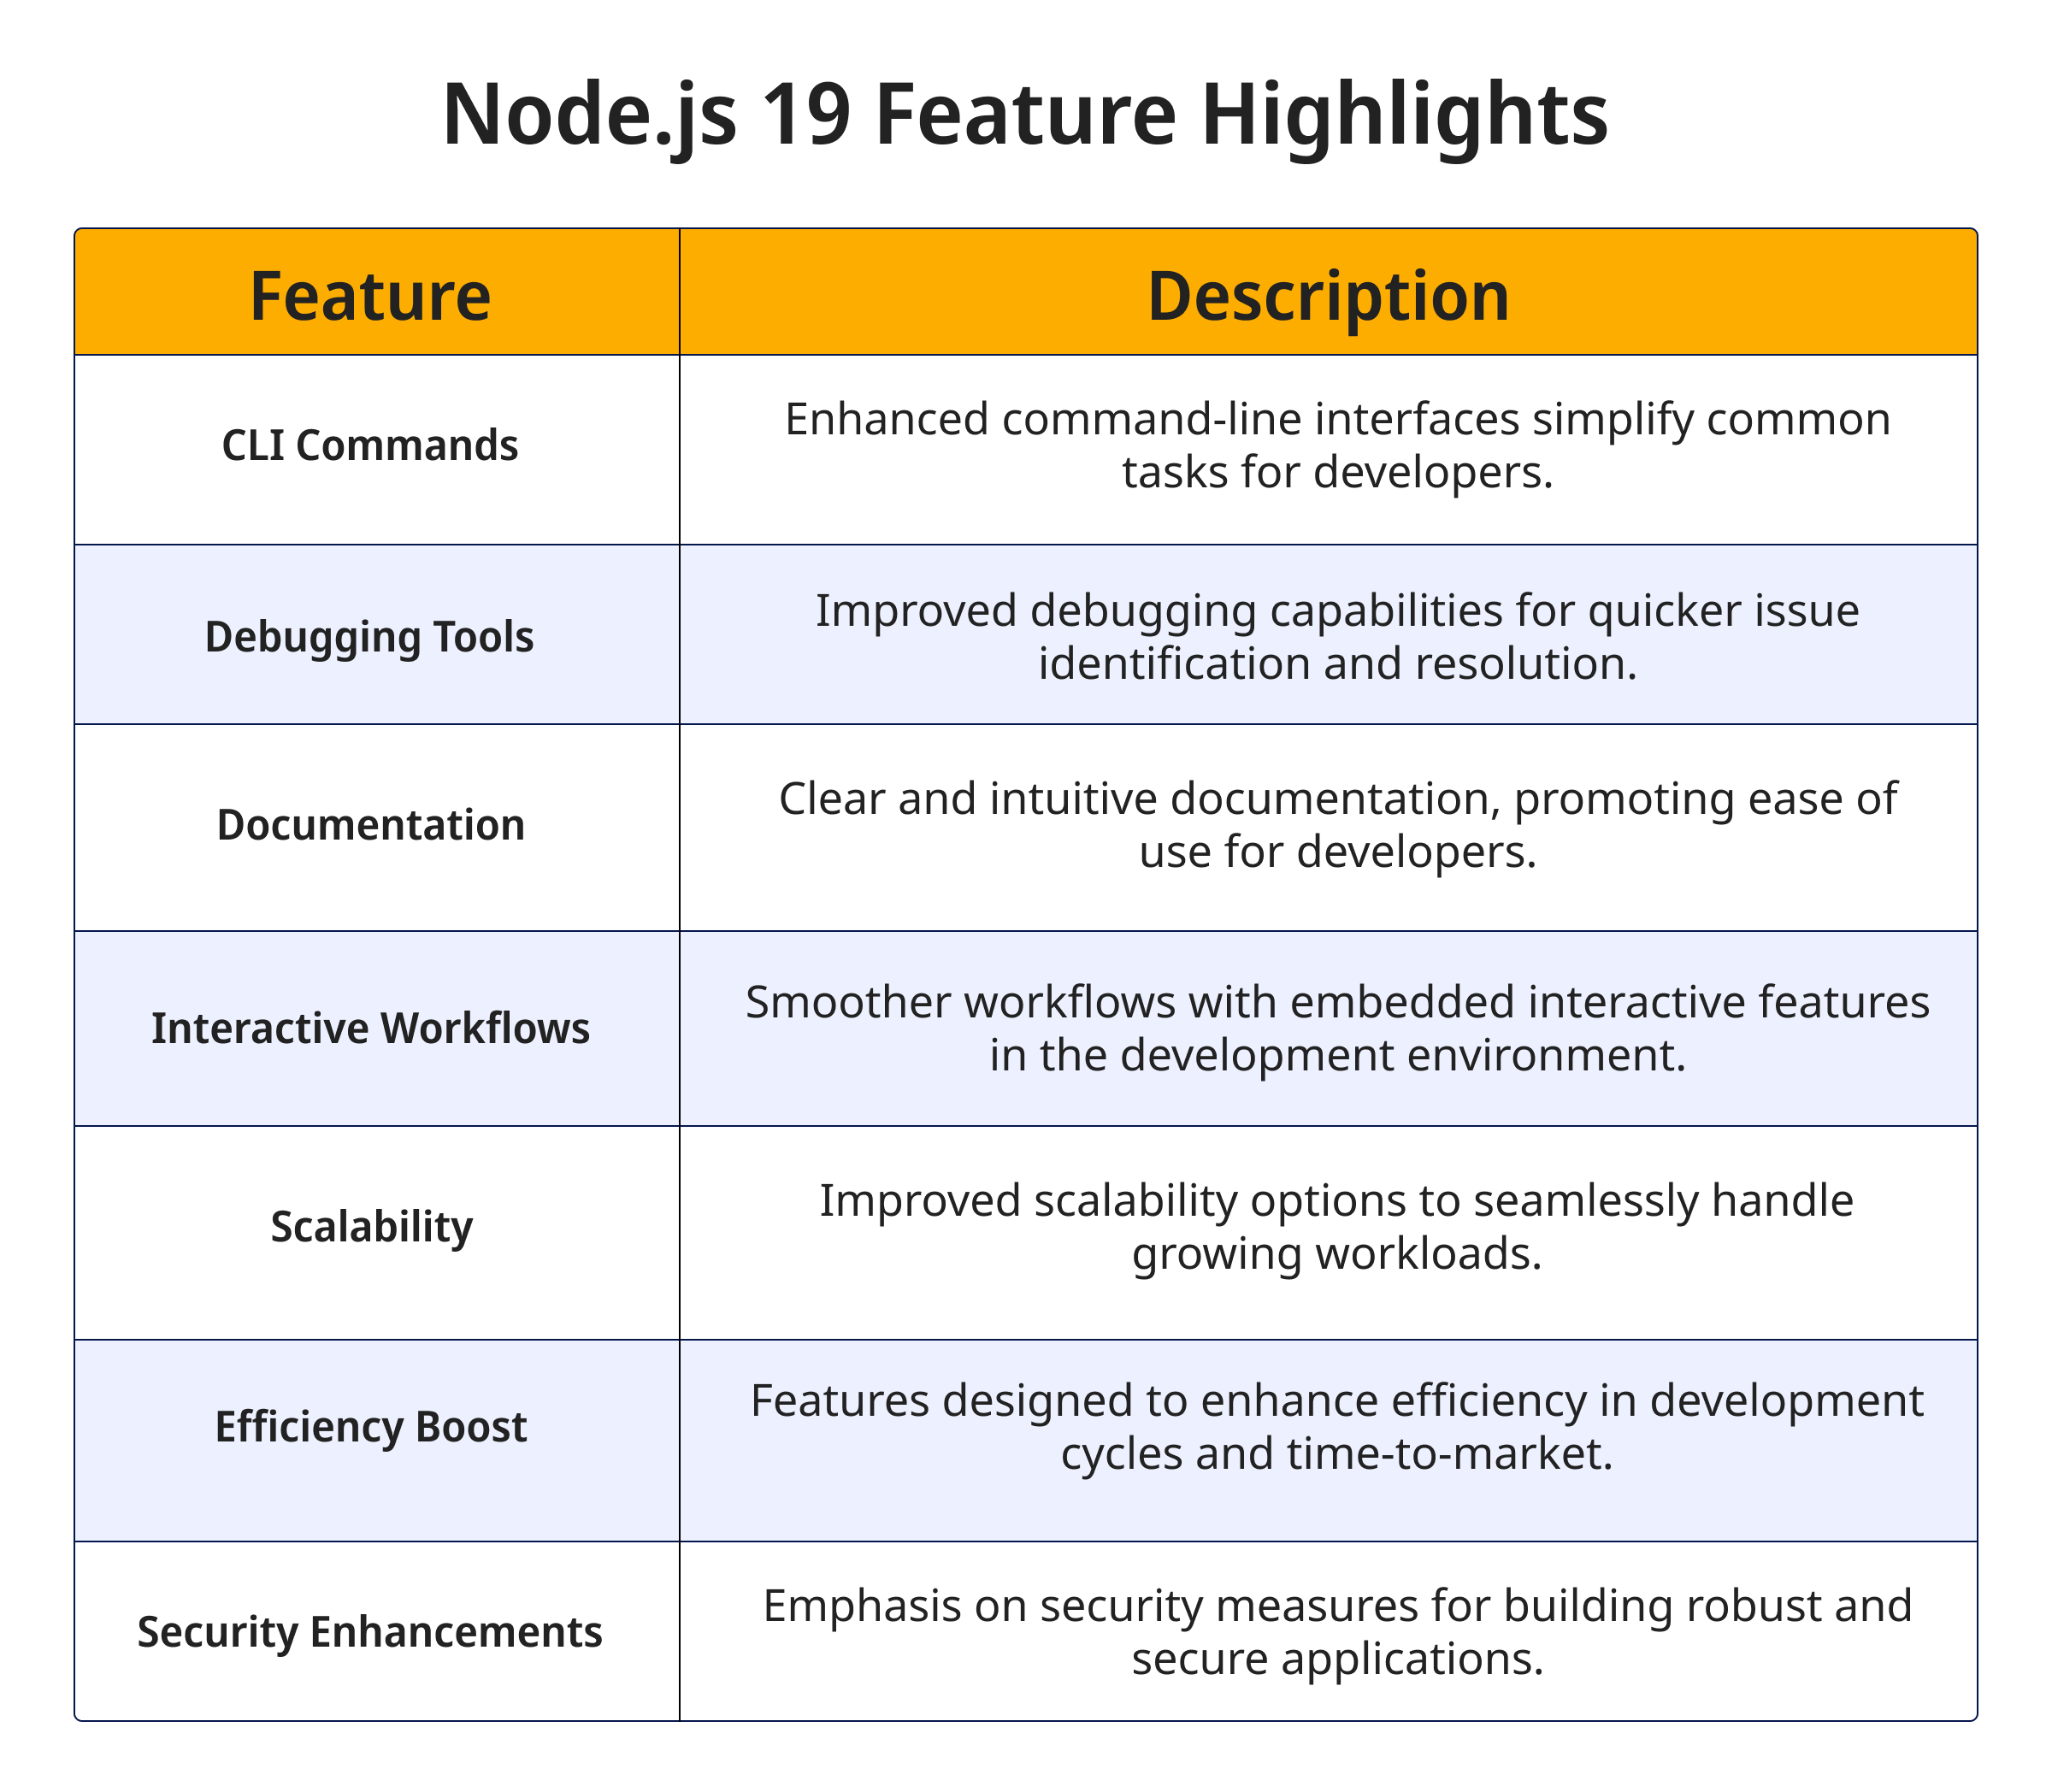 Node.js 19 Feature Highlights
Feature
Description
CLI Commands
Enhanced command-line interfaces simplify common
tasks for developers.
Debugging Tools
Improved debugging capabilities for quicker issue
identification and resolution.
Documentation
Clear and intuitive documentation, promoting ease of
use for developers.
Interactive Workflows
Smoother workflows with embedded interactive features
in the development environment.
Scalability
Improved scalability options to seamlessly handle
growing workloads.
Efficiency Boost
Features designed to enhance efficiency in development
cycles and time-to-market.
Security Enhancements
Emphasis on security measures for building robust and
secure applications.